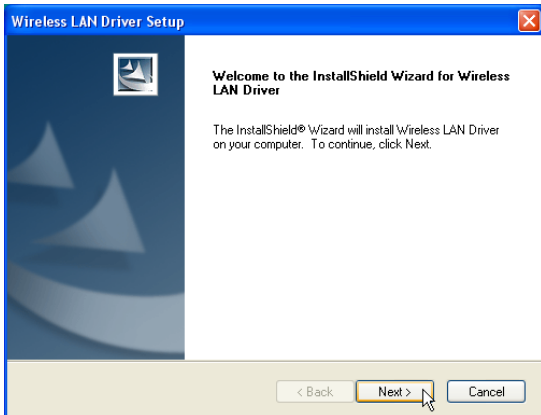 Wireless LAN Driver Setup
Welcome to the InstallShield Wizard for Wireless
LAN Driver
The InstallShield® Wizard will install Wireless LAN Driver
on your computer. To continue, click Next.
< Back Next > Cancel